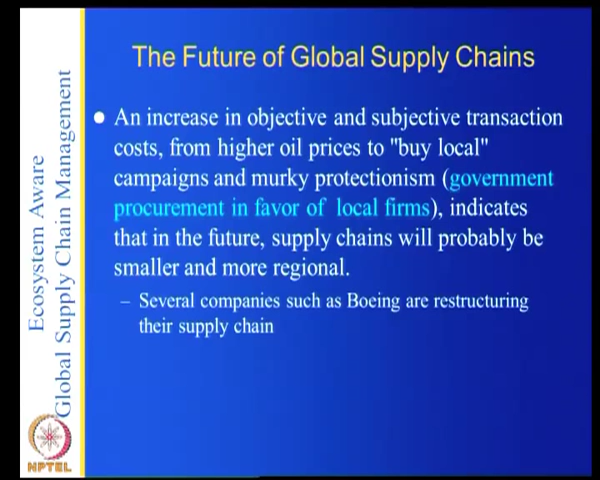 The Future of Global Supply Chains
An increase in objective and subjective transaction
costs, from higher oil prices to "buy local"
campaigns and murky protectionism (government
procurement in favor of local firms), indicates
that in the future, supply chains will probably be
smaller and more regional.
– Several companies such as Boeing are restructuring
their supply chain
Ecosystem Aware
Global Supply Chain Management
NPTEL